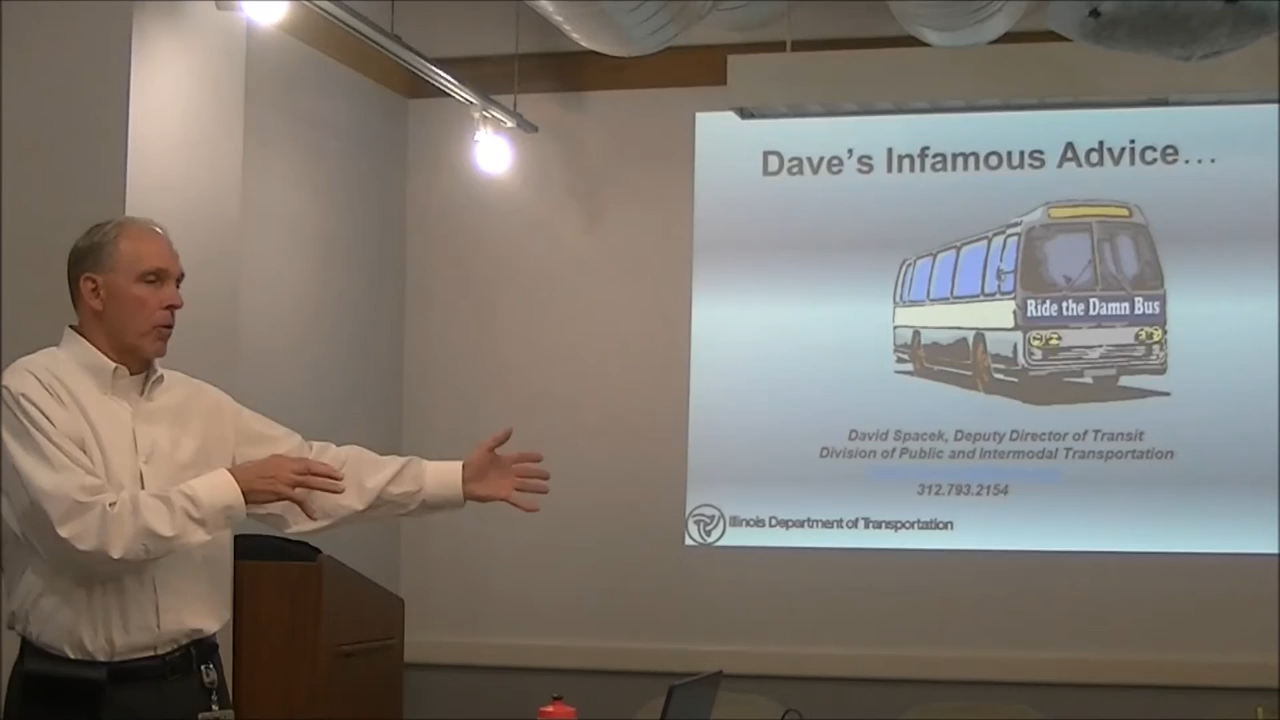 Dave's Infamous Advice...
Ride the Damn Bus
David Spacek, Deputy Director of Transit
Division of Public and Intermodal Transportation
312.793.2154
Illinois Department of Transportation